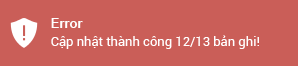 Error
Cập nhật thành công 12/13 bản ghi!